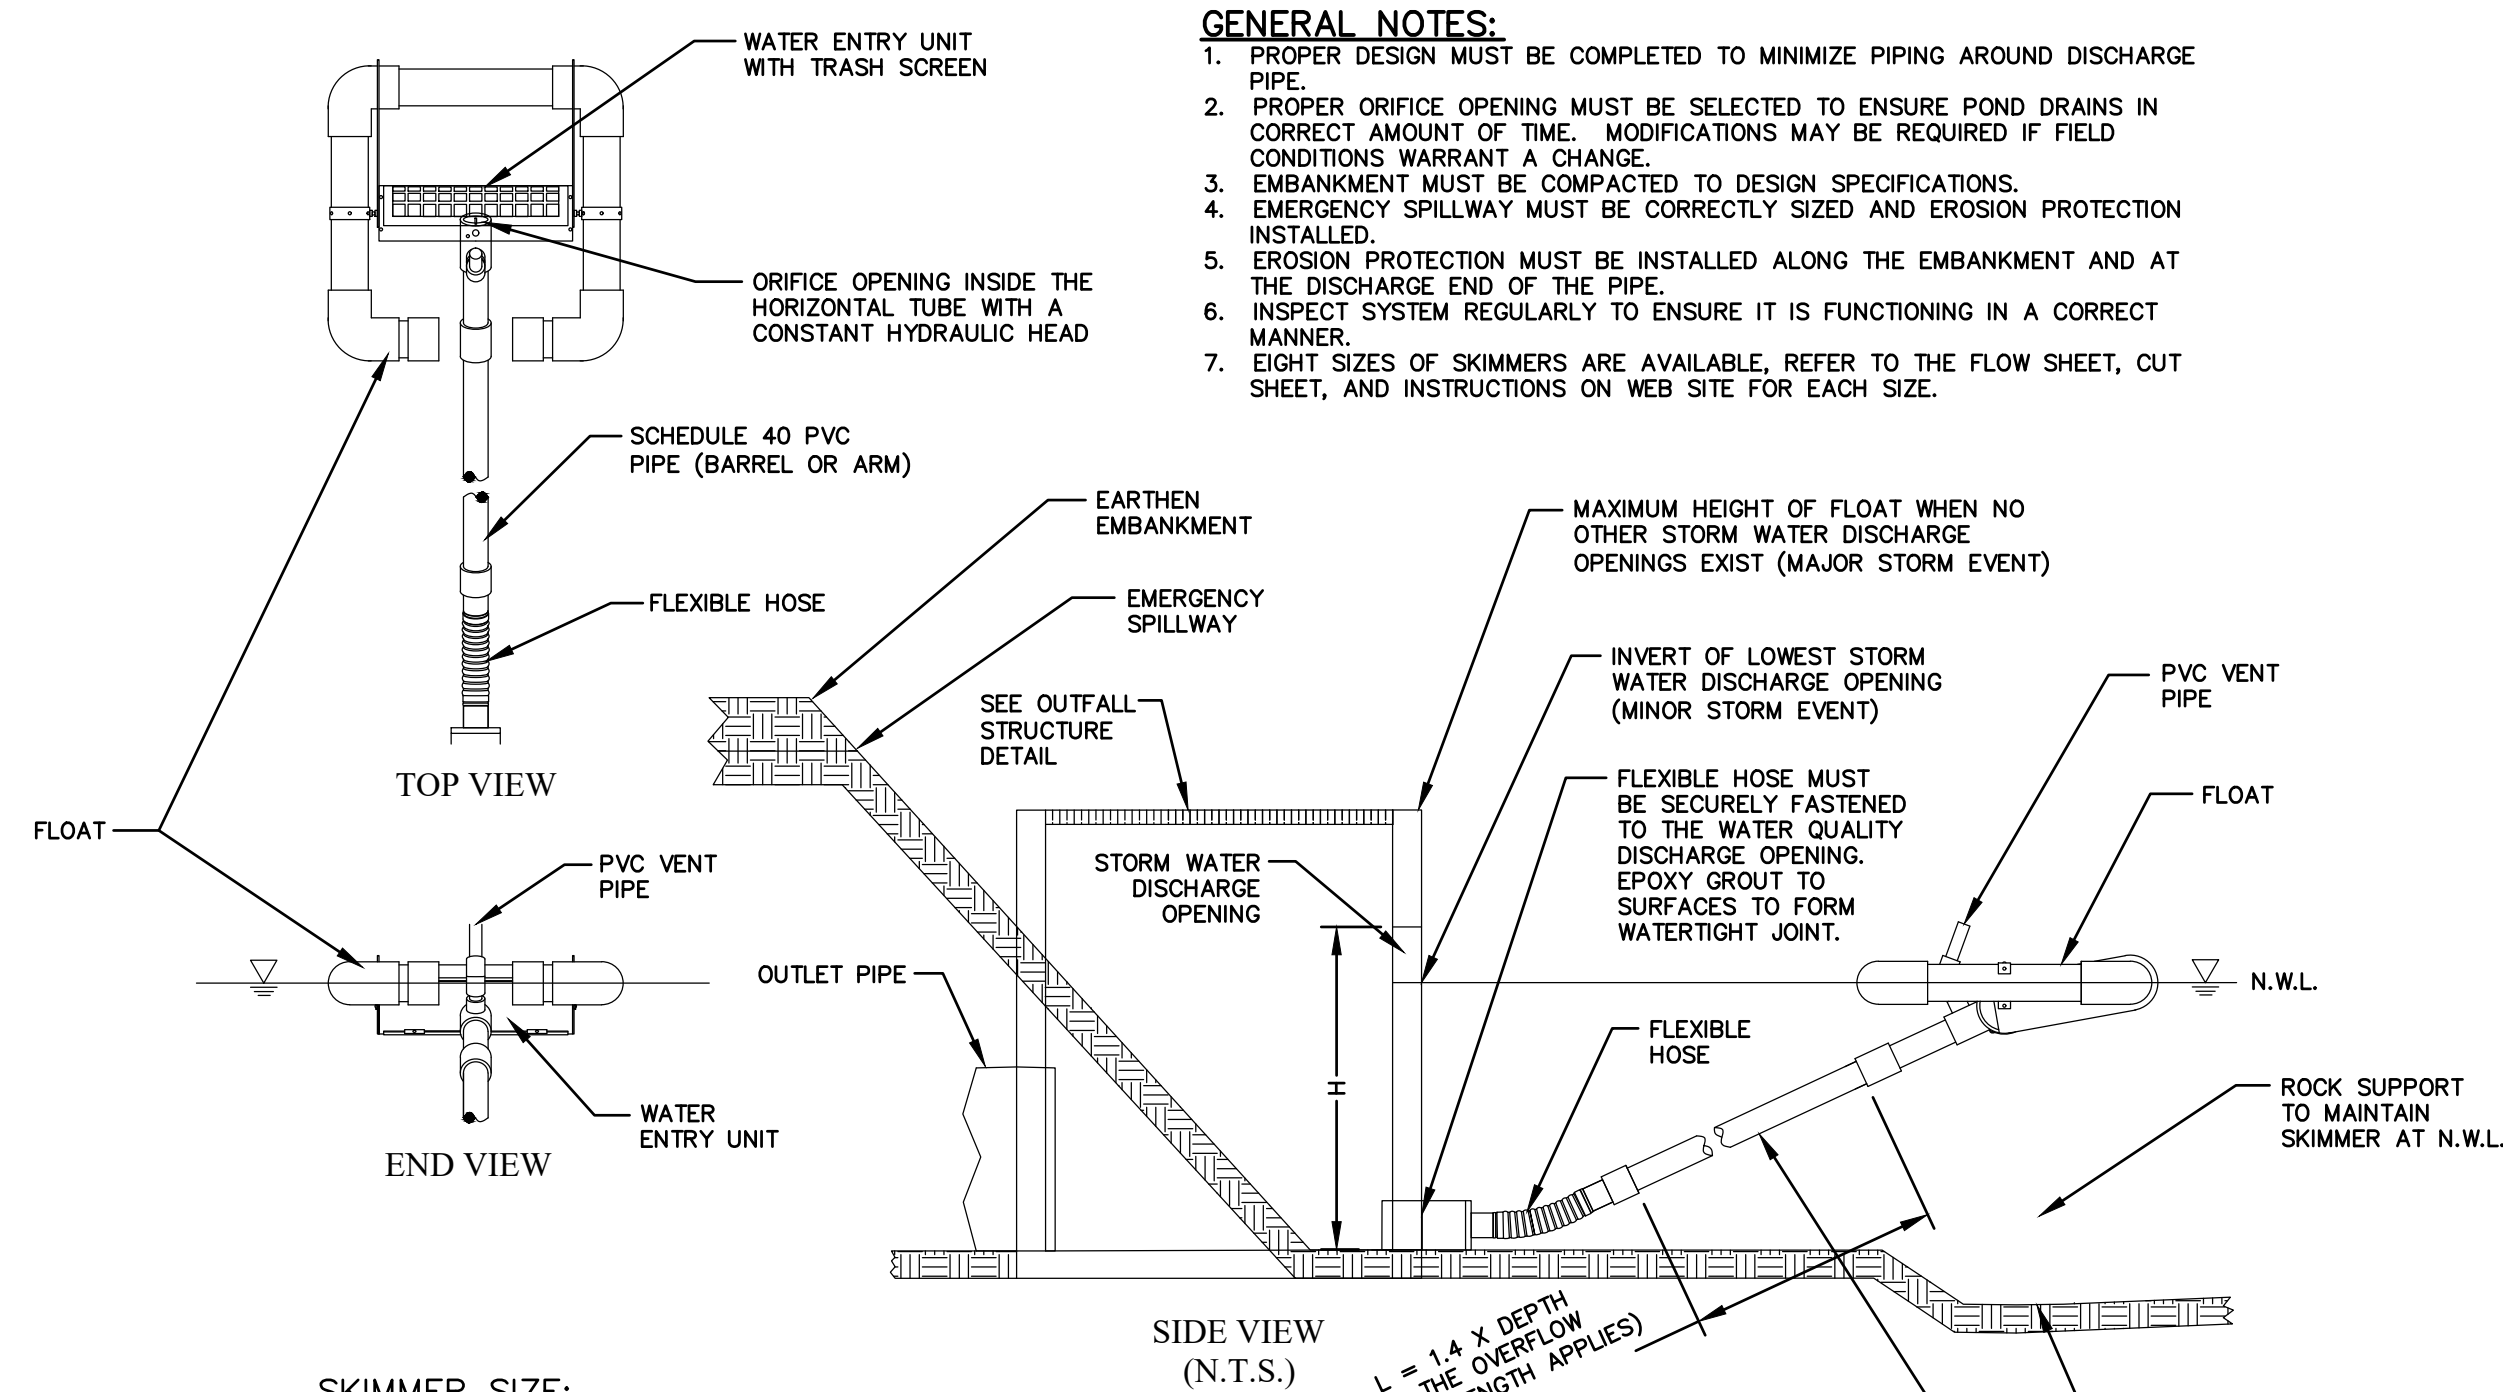 GENERAL NOTES:
1. PROPER DESIGN MUST BE COMPLETED TO MINIMIZE PIPING AROUND DISCHARGE
PIPE.
2. PROPER ORIFICE OPENING MUST BE SELECTED TO ENSURE POND DRAINS IN
CORRECT AMOUNT OF TIME. MODIFICATIONS MAY BE REQUIRED IF FIELD
CONDITIONS WARRANT A CHANGE.
3. EMBANKMENT MUST BE COMPACTED TO DESIGN SPECIFICATIONS.
4. EMERGENCY SPILLWAY MUST BE CORRECTLY SIZED AND EROSION PROTECTION
INSTALLED.
5. EROSION PROTECTION MUST BE INSTALLED ALONG THE EMBANKMENT AND AT
THE DISCHARGE END OF THE PIPE.
6. INSPECT SYSTEM REGULARLY TO ENSURE IT IS FUNCTIONING IN A CORRECT
MANNER.
7. EIGHT SIZES OF SKIMMERS ARE AVAILABLE, REFER TO THE FLOW SHEET, CUT
SHEET, AND INSTRUCTIONS ON WEB SITE FOR EACH SIZE.
WATER ENTRY UNIT
WITH TRASH SCREEN
ORIFICE OPENING INSIDE THE
HORIZONTAL TUBE WITH A
CONSTANT HYDRAULIC HEAD
SCHEDULE 40 PVC
PIPE (BARREL OR ARM)
FLEXIBLE HOSE
TOP VIEW
FLOAT
PVC VENT
PIPE
WATER
ENTRY UNIT
END VIEW
EARTHEN
EMBANKMENT
EMERGENCY
SPILLWAY
SEE OUTFALL
STRUCTURE
DETAIL
STORM WATER
DISCHARGE
OPENING
OUTLET PIPE
H
MAXIMUM HEIGHT OF FLOAT WHEN NO
OTHER STORM WATER DISCHARGE
OPENINGS EXIST (MAJOR STORM EVENT)
INVERT OF LOWEST STORM
WATER DISCHARGE OPENING
(MINOR STORM EVENT)
FLEXIBLE HOSE MUST
BE SECURELY FASTENED
TO THE WATER QUALITY
DISCHARGE OPENING.
EPOXY GROUT TO
SURFACES TO FORM
WATERTIGHT JOINT.
PVC VENT
PIPE
FLOAT
N.W.L.
FLEXIBLE
HOSE
ROCK SUPPORT
TO MAINTAIN
SKIMMER AT N.W.L.
L = 1.4 X DEPTH
THE OVERFLOW
APPLIES)
SIDE VIEW
(N.T.S.)
SKIMMER SIZE: